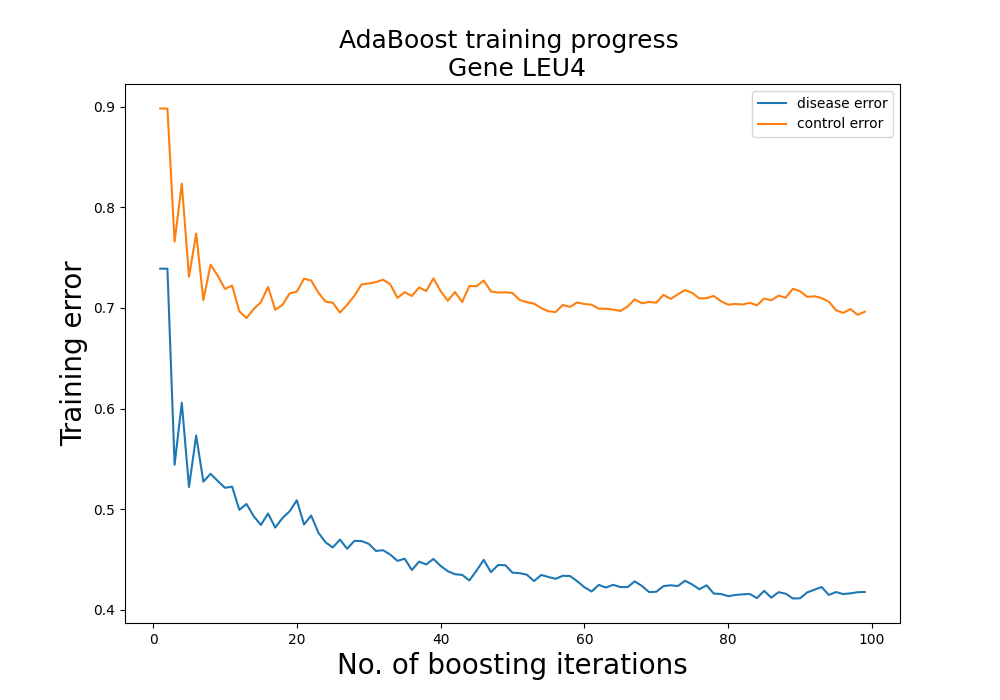 AdaBoost training progress
Gene LEU4
disease error
control error
Training error
0.9
0.8
0.7
0.6
0.5
0.4
0
20
40
60
80
100
No. of boosting iterations